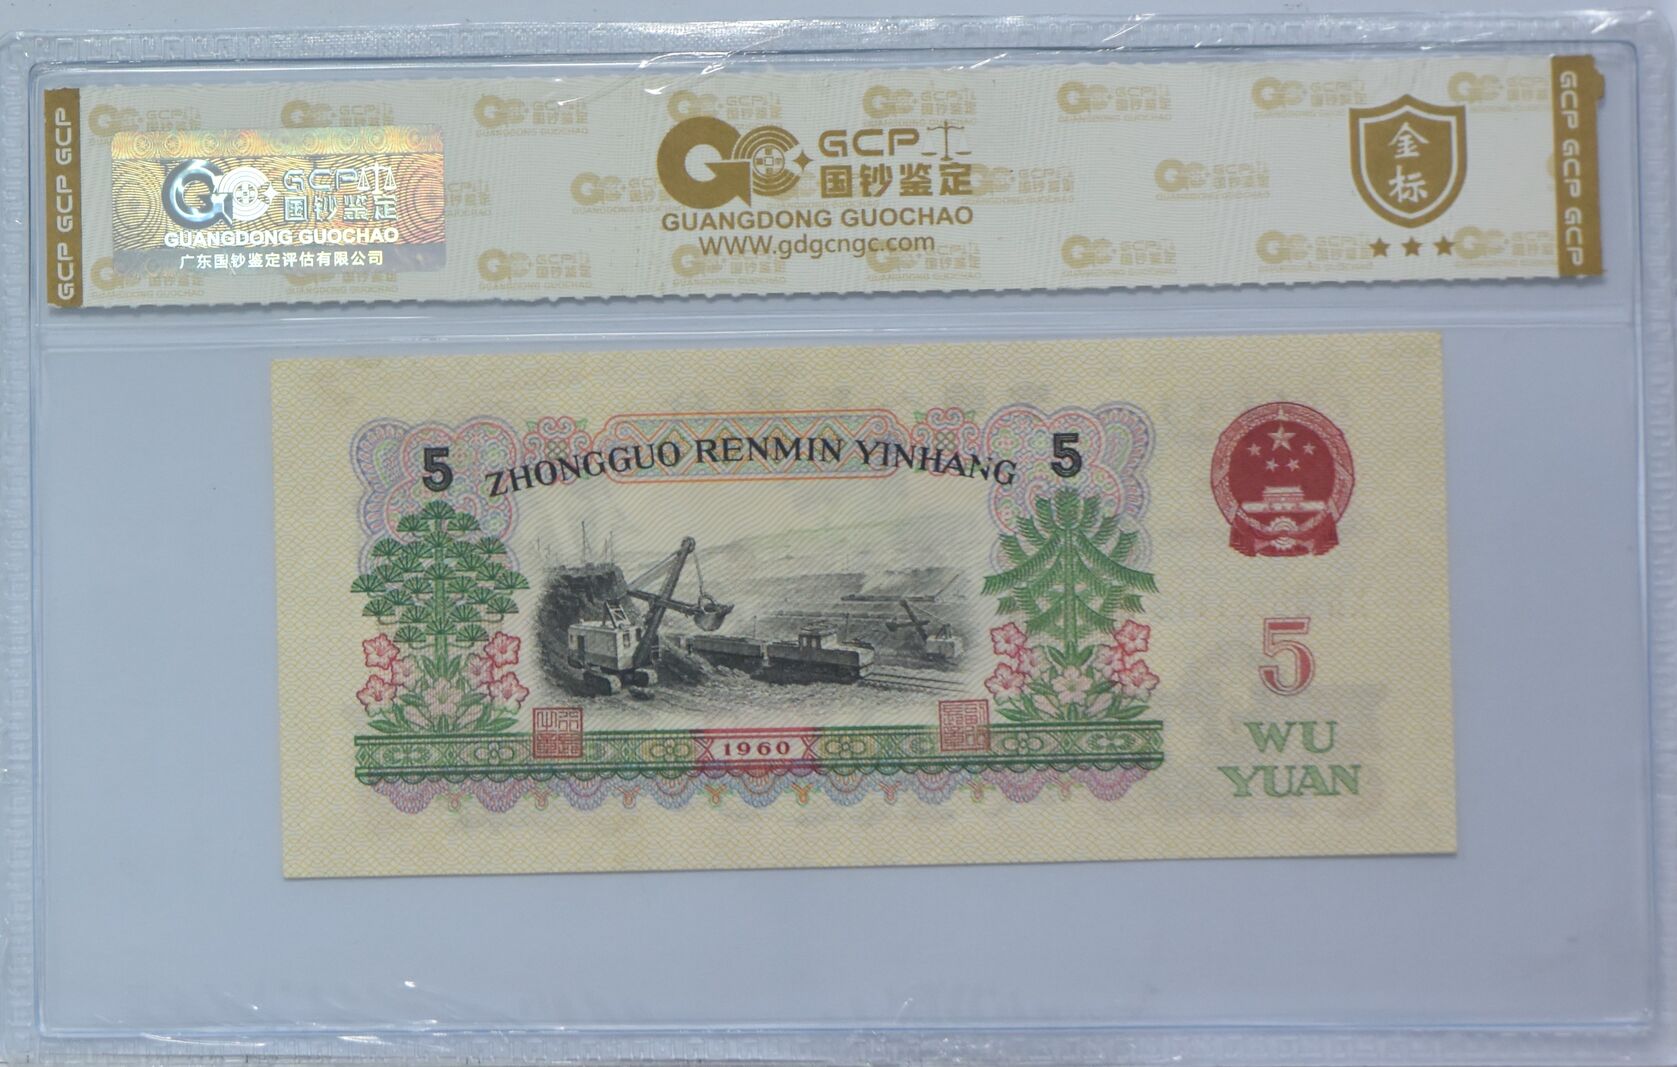 GCP GCP GCP GCP
GCP
国钞鉴定
GUANGDONG GUOCHAO
广东国钞鉴定评估有限公司
GCP
国钞鉴定
GUANGDONG GUOCHAO
WWW.gdgcngc.com
金
标
GCP GCP GCP GCP
5
ZHONGGUO RENMIN YINHANG
5
1960
5
WU
YUAN